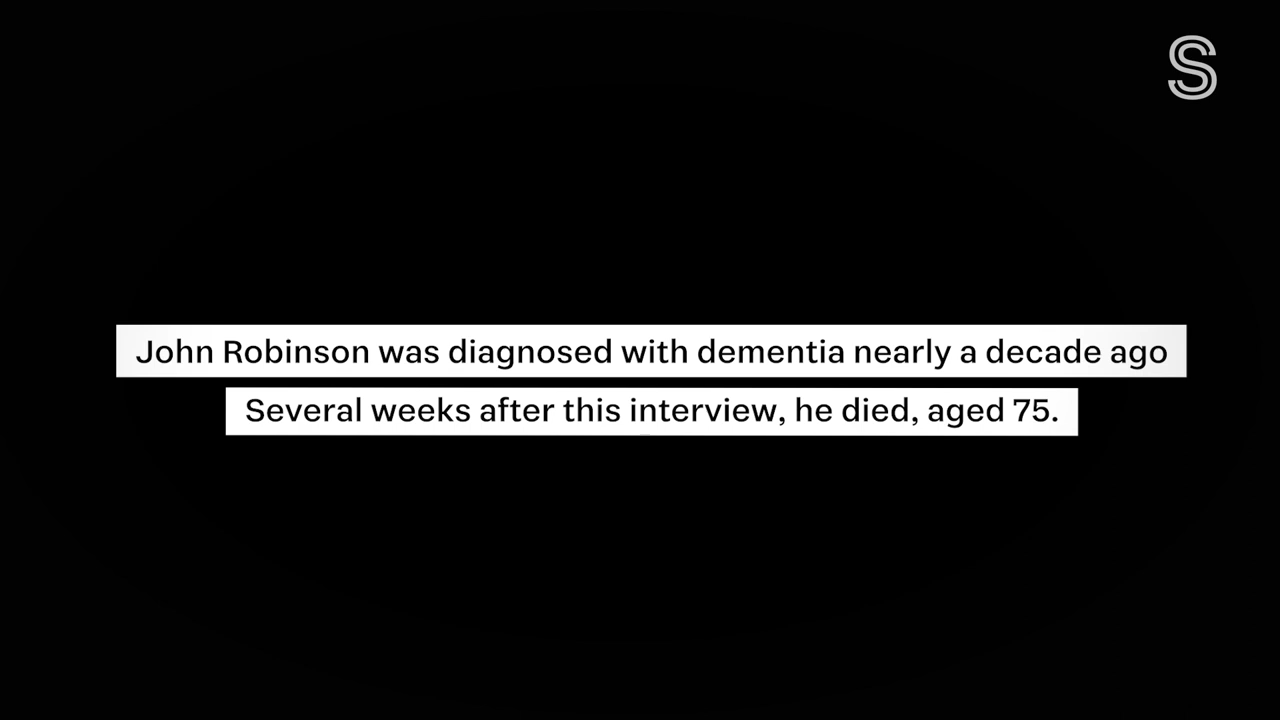 S
John Robinson was diagnosed with dementia nearly a decade ago
Several weeks after this interview, he died, aged 75.